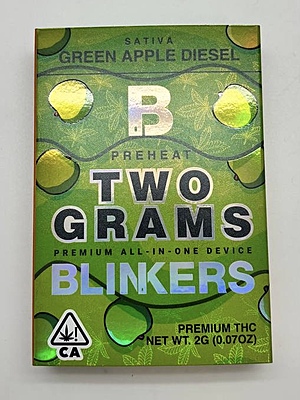 SATIVA
GREEN APPLE DIESEL
B
PREHEAT
TWO
GRAMS
PREMIUM ALL-IN-ONE DEVICE
BLINKERS
!
CA
PREMIUM THC
NET WT. 2G (0.07OZ)